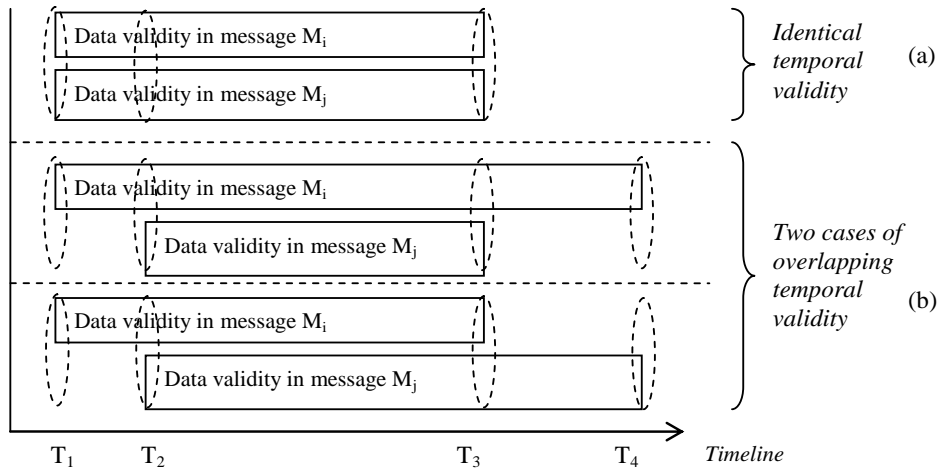 Data validity in message Mi
Data validity in message Mj
Identical
temporal
validity
(a)
Data validity in message Mi
Data validity in message Mj
Data validity in message Mi
Data validity in message Mj
Two cases of
overlapping
temporal
validity
(b)
T1 T2 T3 T4 Timeline